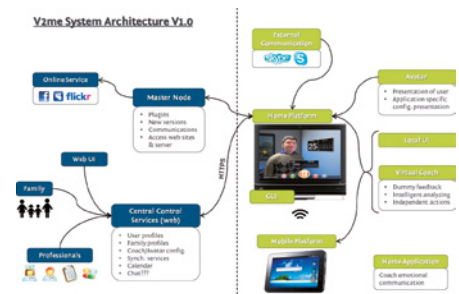 V2me System Architecture V1.0
Online Service
flickr
Master Node
• Plugins
• New versions
• Communications
• Access web sites
& server
Web UI
Family
Professionals
Central Control
Services (web)
• User profiles
• Family profiles
• Coach/Avatar config.
• Synch. services
• Calendar
• Chat???
HTTPS
External
Communication
skype
Home Platform
25
GUI
Mobile Platform
Avatar
• Presentation of user
• Application specific
config. presentation
Local UI
Virtual Coach
• Dummy feedback
• Intelligent analyzing
• Independent actions
Home Application
Coach emotional
communication